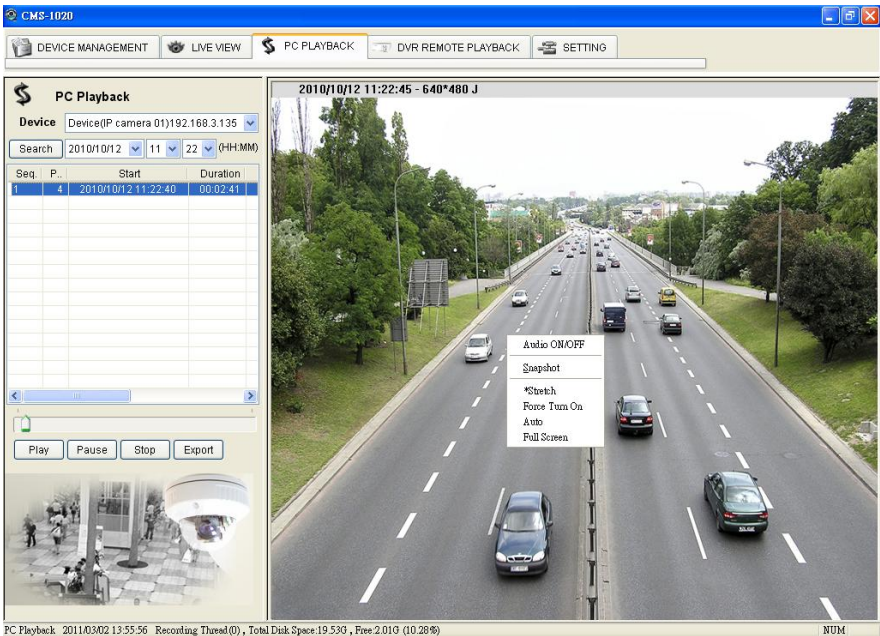 CMS-1020
DEVICE MANAGEMENT
LIVE VIEW
PC PLAYBACK
DVR REMOTE PLAYBACK
SETTING
PC Playback
Device Device(IP camera 01)192.168.3.135
Search 2010/10/12 11 22 (HH:MM)
Seq. P.. Start Duration
1 4 2010/10/12 11:22:40 00:02:41
Play Pause Stop Export
2010/10/12 11:22:45 - 640*480 J
Audio ON/OFF
Snapshot
*Stretch
Force Turn On
Auto
Full Screen
PC Playback 2011/03/02 13:55:56 Recording Thread(0) , Total Disk Space:19.53G , Free:2.01G (10.28%) NUM